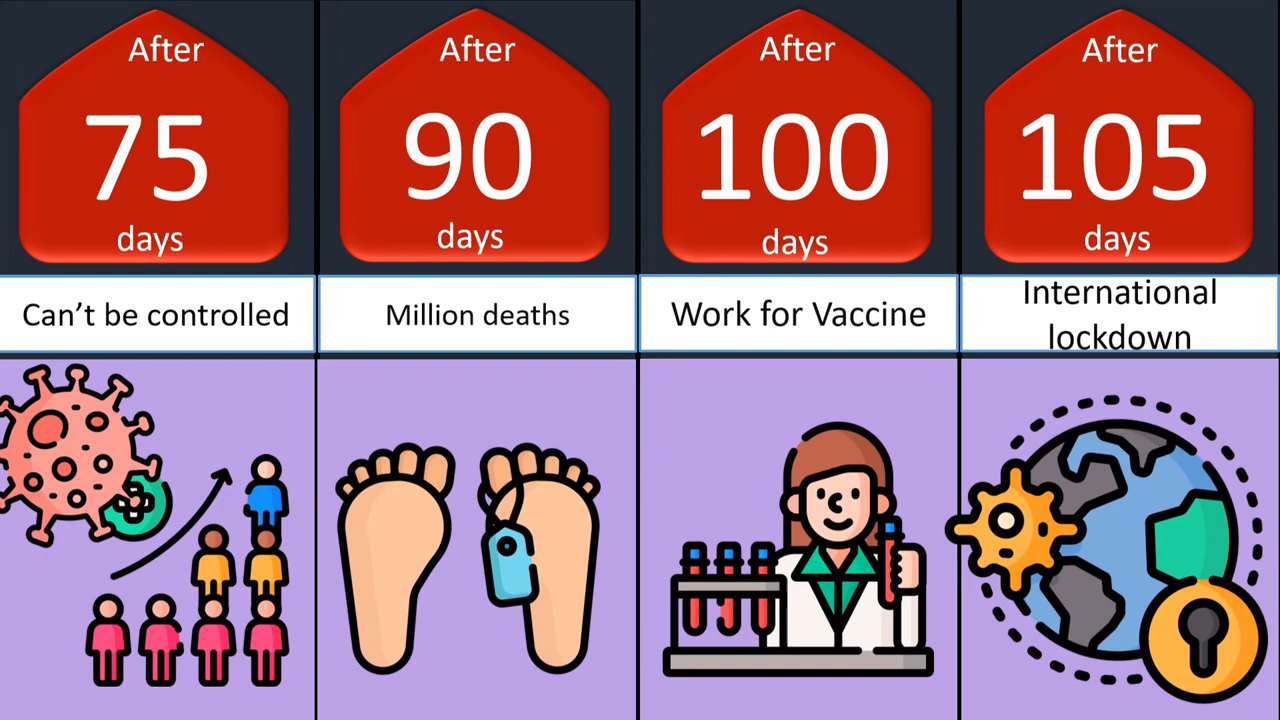 After
75
days
Can’t be controlled
After
90
days
Million deaths
After
100
days
Work for Vaccine
After
105
days
International
lockdown